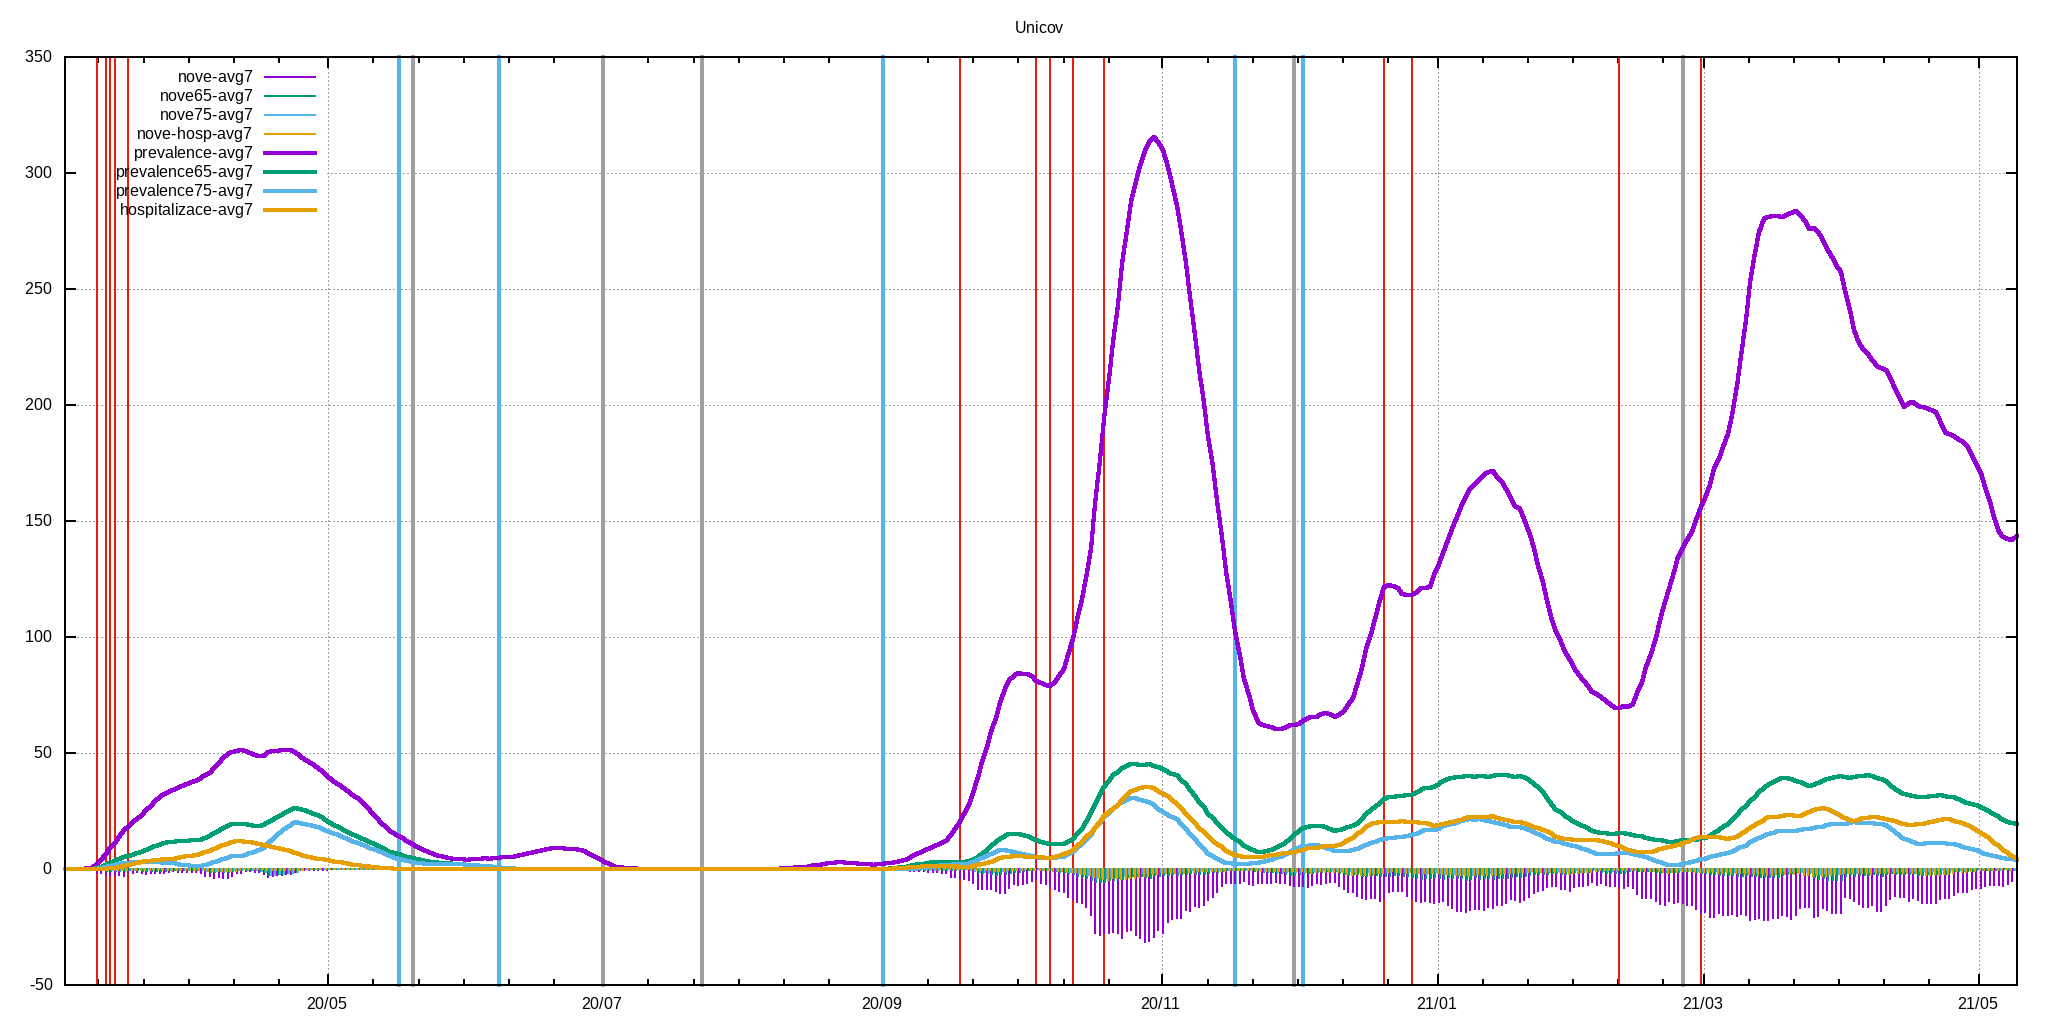 Unicov
350
300
250
200
150
100
50
0
-50
nove-avg7
nove65-avg7
nove75-avg7
nove-hosp-avg7
prevalence-avg7
prevalence65-avg7
prevalence75-avg7
hospitalizace-avg7
20/05 20/07 20/09 20/11 21/01 21/03 21/05